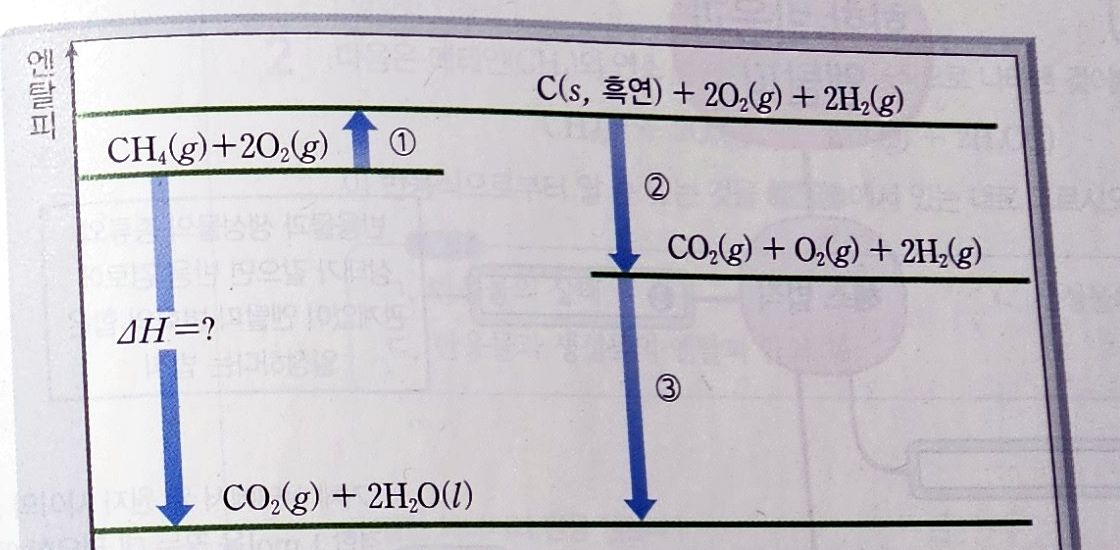 엔탈피
C(s, 흑연) + 2O₂(g) + 2H₂(g)
CH₄(g)+2O₂(g)
①
②
CO₂(g) + O₂(g) + 2H₂(g)
ΔH=?
③
CO₂(g) + 2H₂O(l)